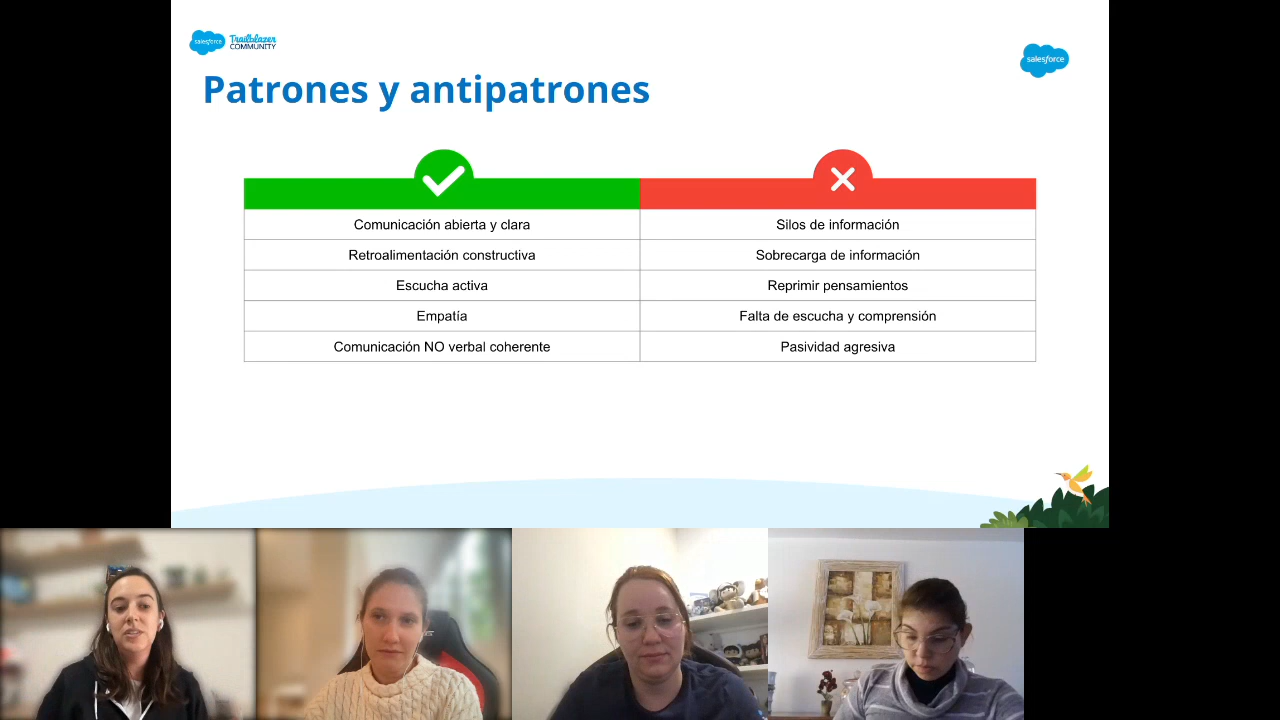 salesforce
Trailblazer
COMMUNITY
salesforce
Patrones y antipatrones
Comunicación abierta y clara
Silos de información
Retroalimentación constructiva
Sobrecarga de información
Escucha activa
Reprimir pensamientos
Empatía
Falta de escucha y comprensión
Comunicación NO verbal coherente
Pasividad agresiva